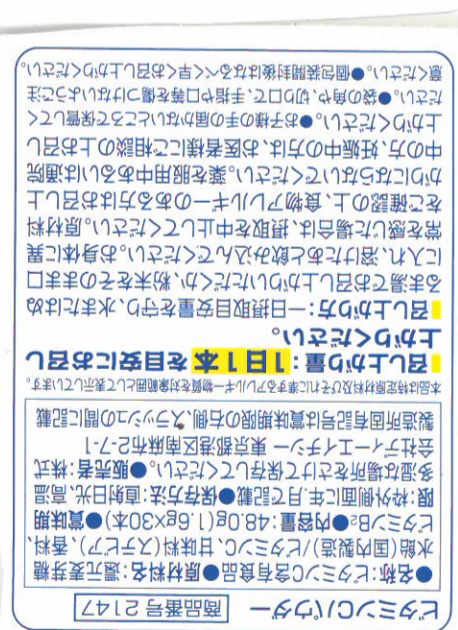 ビタミンCパウダー 商品番号2147
●名称:ビタミンC含有食品●原材料名:還元麦芽糖
水飴(国内製造)/ビタミンC、甘味料(ステビア)、香料、
ビタミンB₂●内容量:48.0g(1.6g×30本)●賞味期
限:枠外側面に年.月で記載●保存方法:直射日光、高温
多湿な場所をさけて保存してください。●販売者:株式
会社ディーエイチシー 東京都港区南麻布2-7-1
製造所固有記号は賞味期限の右側、スラッシュの間に記載
本品は特定原材料及びそれに準ずるアレルギー物質を対象範囲として表示しています。
召し上がり量:1日1本を目安にお召し
上がりください。
召し上がり方:一日摂取目安量を守り、水またはぬ
るま湯でお召し上がりいただくか、粉末をそのまま口
に入れ、溶けたあと飲み込んでください。お身体に異
常を感じた場合は、摂取を中止してください。原材料
をご確認の上、食物アレルギーのある方はお召し上
がりにならないでください。薬を服用中あるいは通院
中の方、妊娠中の方は、お医者様にご相談の上お召し
上がりください。●お子様の手の届かないところで保管してく
ださい。●袋の角や、切り口で、手指や口等を傷つけないようご注
意ください。●個包装開封後はなるべく早くお召し上がりください。